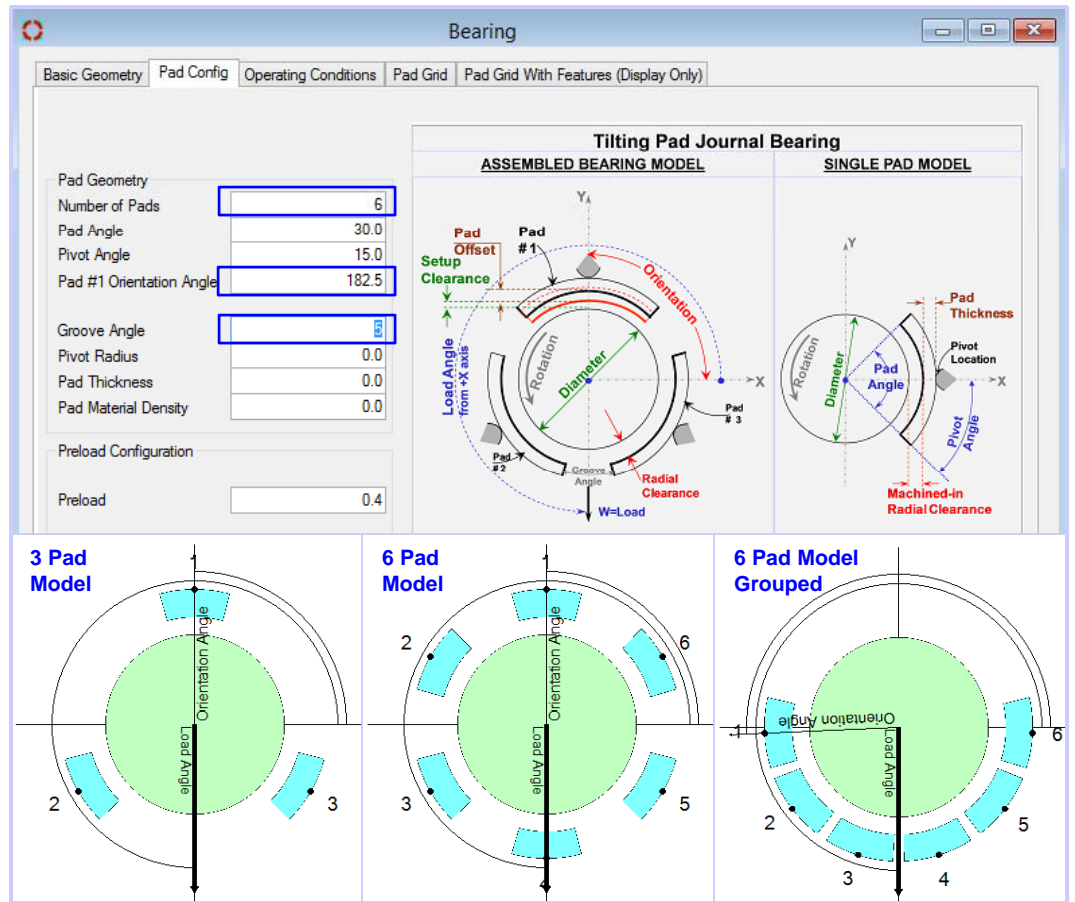 Bearing
Basic Geometry
Pad Config
Operating Conditions
Pad Grid
Pad Grid With Features (Display Only)
Pad Geometry
Number of Pads 6
Pad Angle 30.0
Pivot Angle 15.0
Pad #1 Orientation Angle 182.5
Groove Angle 5
Pivot Radius 0.0
Pad Thickness 0.0
Pad Material Density 0.0
Preload Configuration
Preload 0.4
Tilting Pad Journal Bearing
ASSEMBLED BEARING MODEL
Y
Pad
Offset
Pad
#1
Setup
Clearance
Orientation
Load Angle
from +X axis
Rotation
Diameter
X
Pad
# 3
Pad
#2
Groove
Angle
Radial
Clearance
W=Load
SINGLE PAD MODEL
Y
Pad
Thickness
Rotation
Diameter
Pad
Angle
Pivot
Location
X
Pivot
Angle
Machined-in
Radial Clearance
3 Pad
Model
1
Orientation Angle
Load Angle
2
3
6 Pad
Model
1
2
6
Orientation Angle
Load Angle
3
5
4
6 Pad Model
Grouped
Orientation Angle
1
Load Angle
6
2
5
3
4